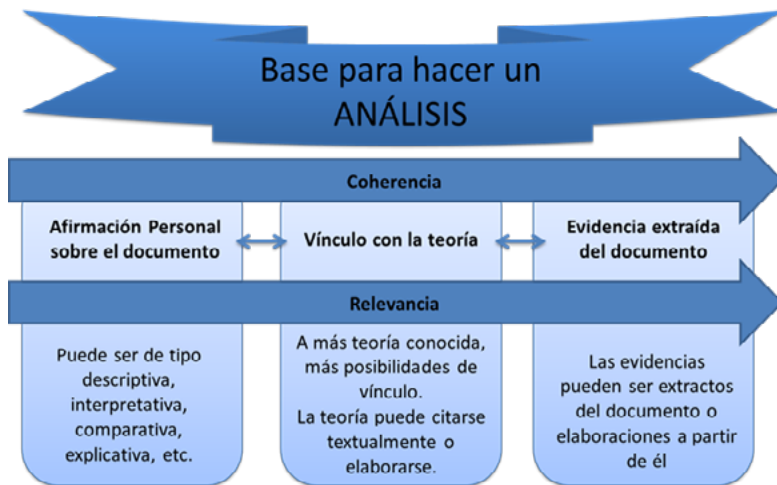 Base para hacer un
ANÁLISIS
Coherencia
Afirmación Personal
sobre el documento
Vínculo con la teoría
Evidencia extraída
del documento
Relevancia
Puede ser de tipo
descriptiva,
interpretativa,
comparativa,
explicativa, etc.
A más teoría conocida,
más posibilidades de
vínculo.
La teoría puede citarse
textualmente o
elaborarse.
Las evidencias
pueden ser extractos
del documento o
elaboraciones a partir
de él